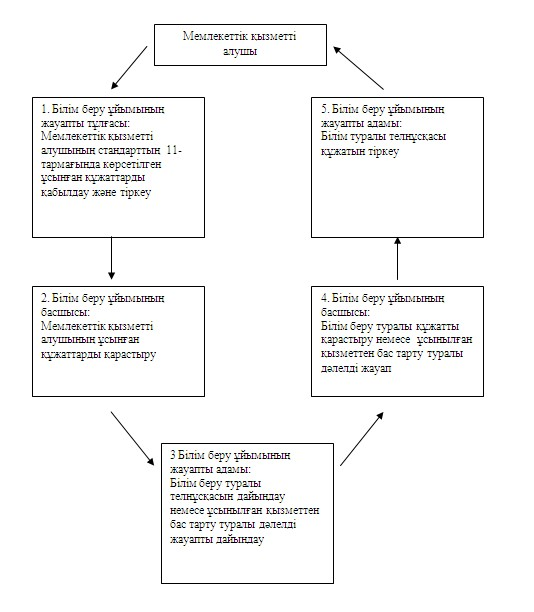 Мемлекеттік қызметті
алушы
1. Білім беру ұйымының
жауапты тұлғасы:
Мемлекеттік қызметті
алушының стандарттың 11-
тармағында көрсетілген
ұсынған құжаттарды
қабылдау және тіркеу
2. Білім беру ұйымының
басшысы:
Мемлекеттік қызметті
алушының ұсынған
құжаттарды қарастыру
3 Білім беру ұйымының
жауапты адамы:
Білім беру туралы
телнұсқасын дайындау
немесе ұсынылған қызметтен
бас тарту туралы дәлелді
жауапты дайындау
4. Білім беру ұйымының
басшысы:
Білім беру туралы құжатты
қарастыру немесе ұсынылған
қызметтен бас тарту туралы
дәлелді жауап
5. Білім беру ұйымының
жауапты адамы:
Білім туралы телнұсқасы
құжатын тіркеу